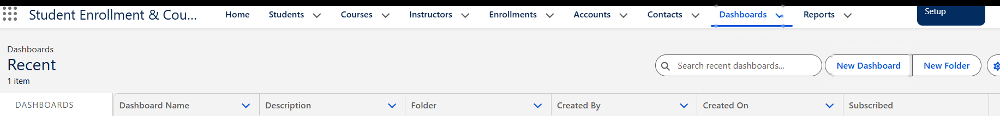 Student Enrollment & Cou... Home Students Courses Instructors Enrollments Accounts Contacts Dashboards Reports Setup
Dashboards
Recent
1 item
Search recent dashboards... New Dashboard New Folder
DASHBOARDS Dashboard Name Description Folder Created By Created On Subscribed